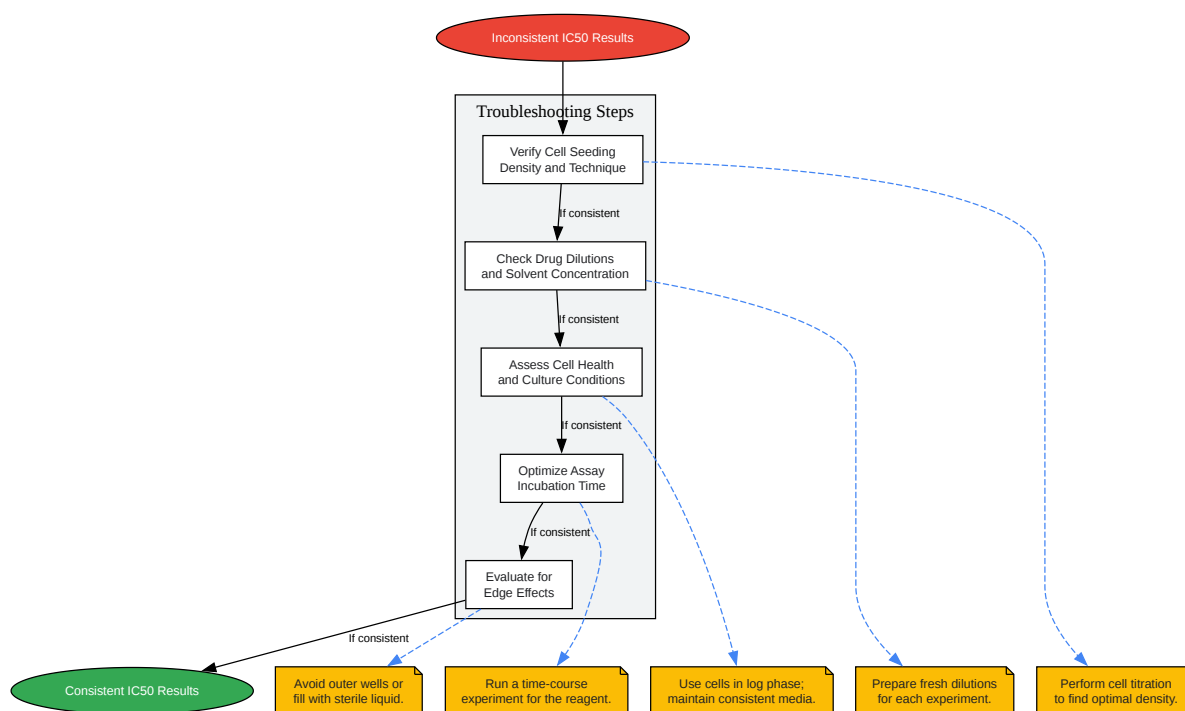 Inconsistent IC50 Results
Troubleshooting Steps
Verify Cell Seeding
Density and Technique
If consistent
Check Drug Dilutions
and Solvent Concentration
If consistent
Assess Cell Health
and Culture Conditions
If consistent
Optimize Assay
Incubation Time
If consistent
Evaluate for
Edge Effects
If consistent
Consistent IC50 Results
Avoid outer wells or
fill with sterile liquid.
Run a time-course
experiment for the reagent.
Use cells in log phase;
maintain consistent media.
Prepare fresh dilutions
for each experiment.
Perform cell titration
to find optimal density.